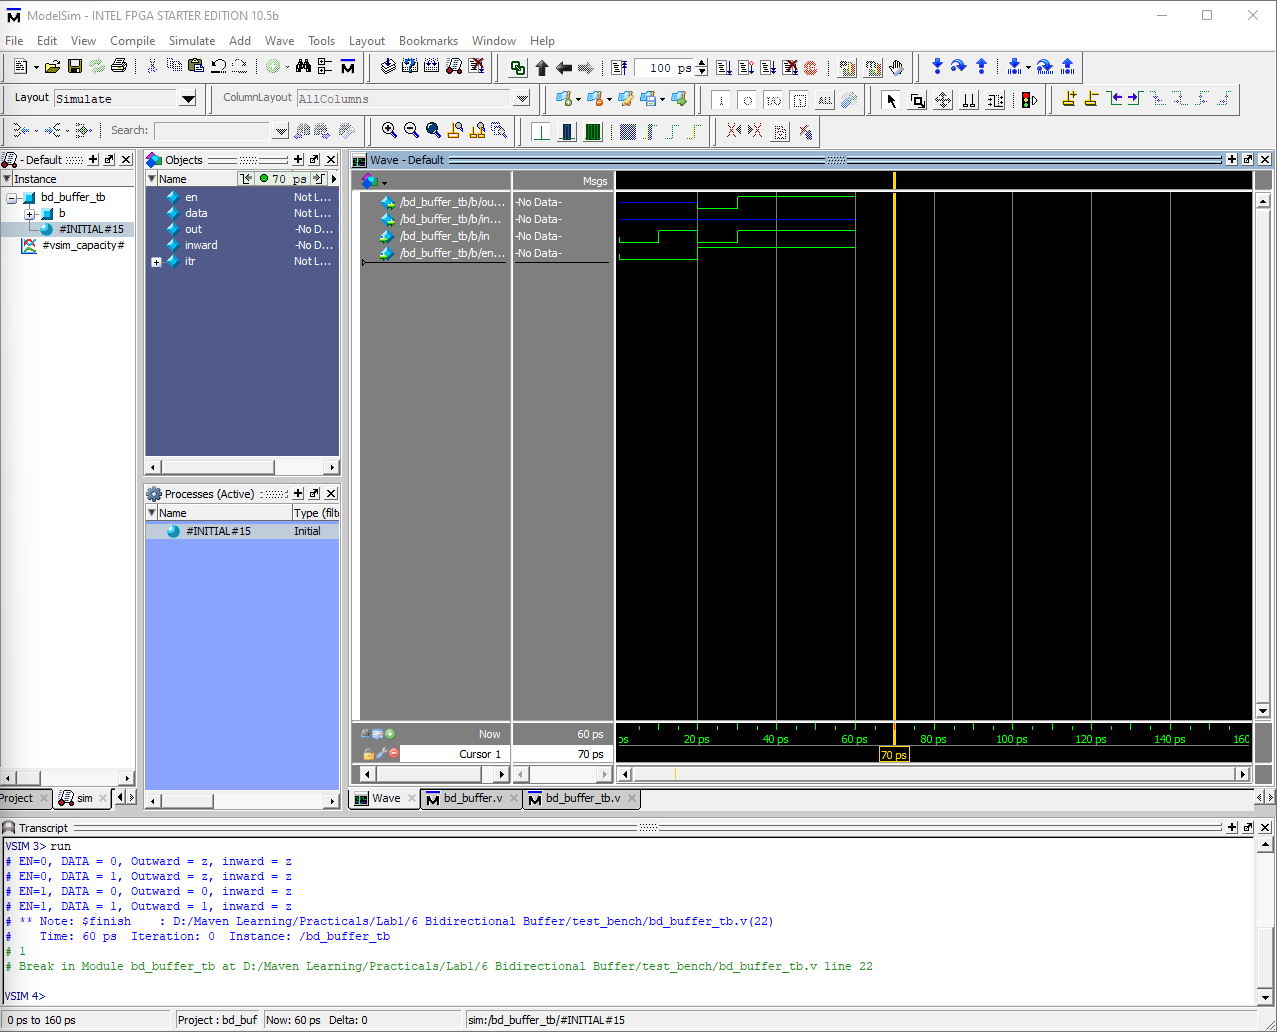 ModelSim - INTEL FPGA STARTER EDITION 10.5b
File Edit View Compile Simulate Add Wave Tools Layout Bookmarks Window Help
100 ps
Layout Simulate ColumnLayout AllColumns
Search:
- Default
Instance
bd_buffer_tb
b
#INITIAL#15
#vsim_capacity#
Project sim
Objects
Name 70 ps
en Not L...
data Not L...
out -No D...
inward -No D...
itr Not L...
Processes (Active)
Name Type (filte
#INITIAL#15 Initial
Wave - Default
Msgs
/bd_buffer_tb/b/ou... -No Data-
/bd_buffer_tb/b/in... -No Data-
/bd_buffer_tb/b/in -No Data-
/bd_buffer_tb/b/en... -No Data-
Now 60 ps
ps 20 ps 40 ps 60 ps 80 ps 100 ps 120 ps 140 ps 160
Cursor 1 70 ps 70 ps
Wave bd_buffer.v bd_buffer_tb.v
Transcript
VSIM 3> run
# EN=0, DATA = 0, Outward = z, inward = z
# EN=0, DATA = 1, Outward = z, inward = z
# EN=1, DATA = 0, Outward = 0, inward = z
# EN=1, DATA = 1, Outward = 1, inward = z
# ** Note: $finish : D:/Maven Learning/Practicals/Lab1/6 Bidirectional Buffer/test_bench/bd_buffer_tb.v(22)
# Time: 60 ps Iteration: 0 Instance: /bd_buffer_tb
# 1
# Break in Module bd_buffer_tb at D:/Maven Learning/Practicals/Lab1/6 Bidirectional Buffer/test_bench/bd_buffer_tb.v line 22
VSIM 4>
0 ps to 160 ps Project : bd_buf Now: 60 ps Delta: 0 sim:/bd_buffer_tb/#INITIAL#15